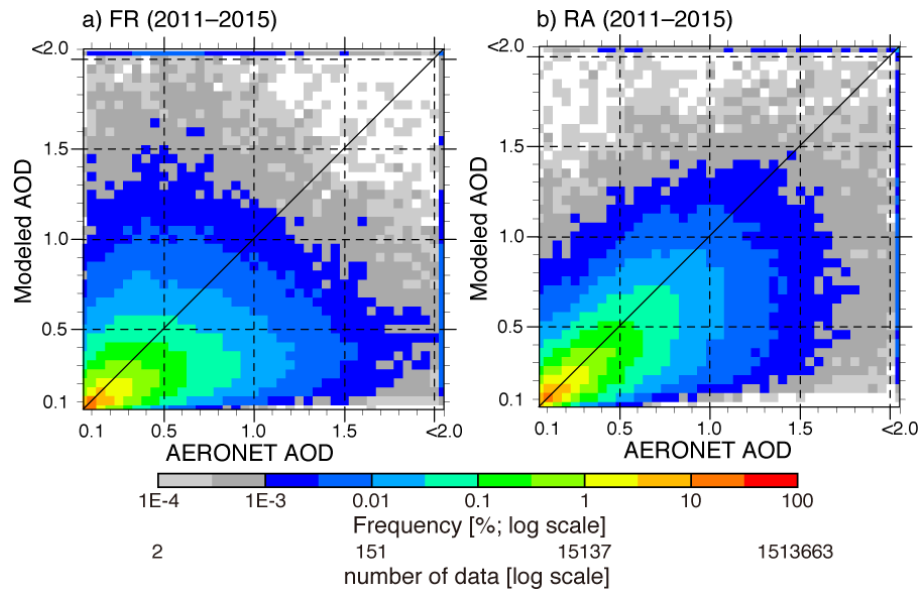 a) FR (2011–2015)
b) RA (2011–2015)
<2.0
1.5
1.0
0.5
0.1
Modeled AOD
0.1 0.5 1.0 1.5 <2.0
AERONET AOD
<2.0
1.5
1.0
0.5
0.1
Modeled AOD
0.1 0.5 1.0 1.5 <2.0
AERONET AOD
1E-4 1E-3 0.01 0.1 1 10 100
Frequency [%; log scale]
2 151 15137 1513663
number of data [log scale]